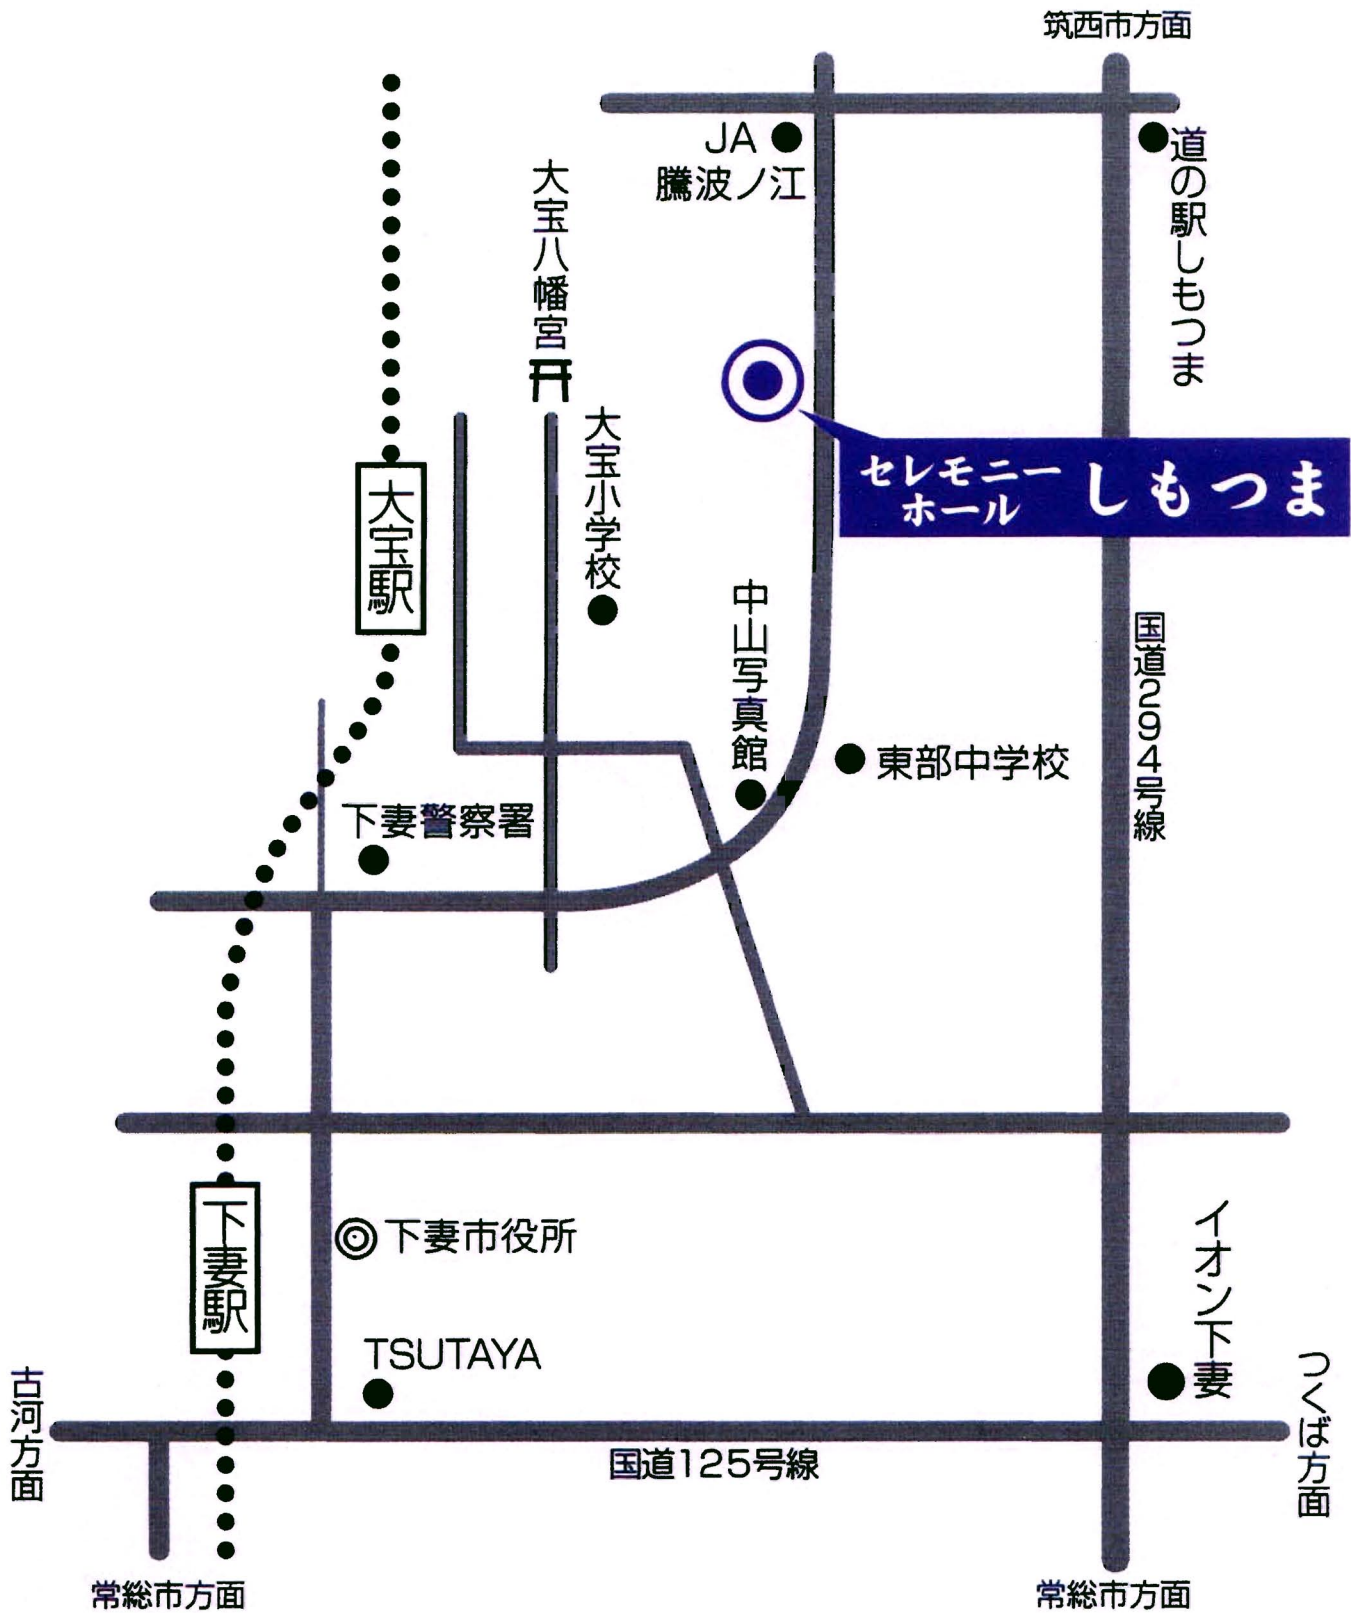 筑西市方面
JA
騰波ノ江
道の駅しもつま
大宝八幡宮
大宝小学校
セレモニー
ホール
しもつま
大宝駅
中山写真館
国道294号線
東部中学校
下妻警察署
下妻駅
下妻市役所
イオン下妻
TSUTAYA
古河方面
つくば方面
国道125号線
常総市方面
常総市方面